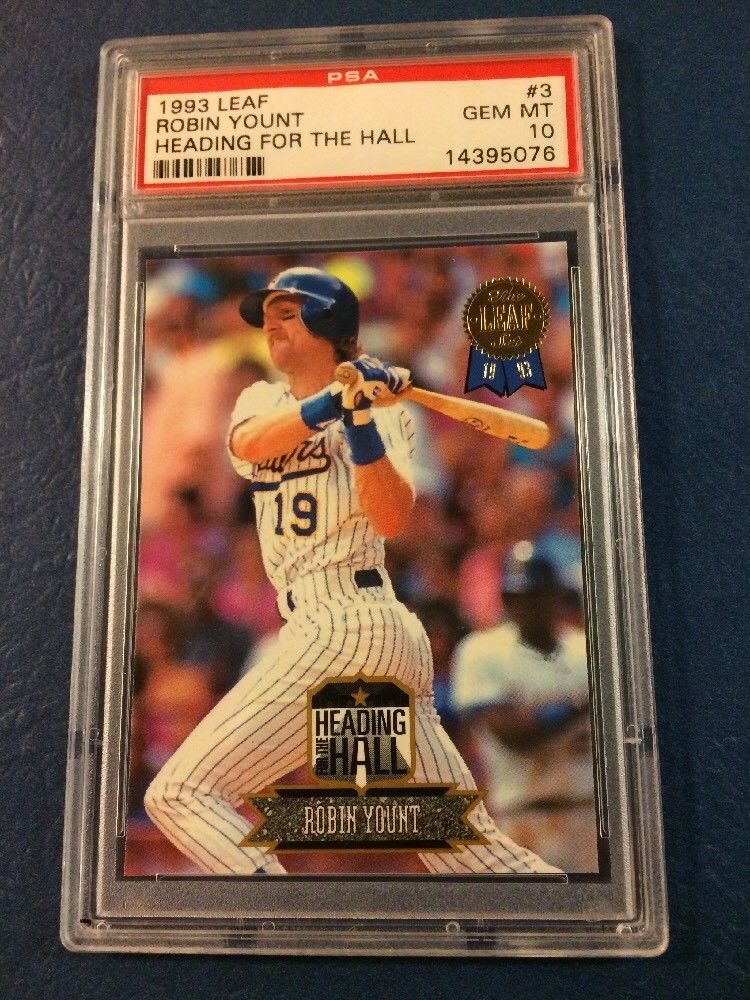 PSA
1993 LEAF #3
ROBIN YOUNT GEM MT
HEADING FOR THE HALL 10
14395076
The
LEAF
19 93
19
HEADING
FOR THE
HALL
ROBIN YOUNT